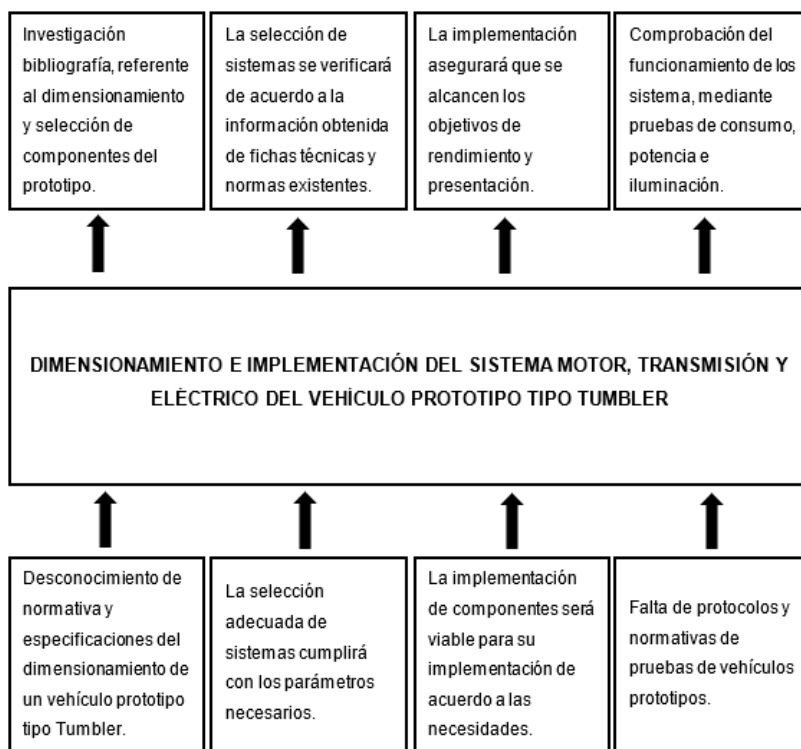 Investigación
bibliografía, referente
al dimensionamiento
y selección de
componentes del
prototipo.
La selección de
sistemas se verificará
de acuerdo a la
información obtenida
de fichas técnicas y
normas existentes.
La implementación
asegurará que se
alcancen los
objetivos de
rendimiento y
presentación.
Comprobación del
funcionamiento de los
sistema, mediante
pruebas de consumo,
potencia e
iluminación.
DIMENSIONAMIENTO E IMPLEMENTACIÓN DEL SISTEMA MOTOR, TRANSMISIÓN Y
ELÉCTRICO DEL VEHÍCULO PROTOTIPO TIPO TUMBLER
Desconocimiento de
normativa y
especificaciones del
dimensionamiento de
un vehículo prototipo
tipo Tumbler.
La selección
adecuada de
sistemas cumplirá
con los parámetros
necesarios.
La implementación
de componentes será
viable para su
implementación de
acuerdo a las
necesidades.
Falta de protocolos y
normativas de
pruebas de vehículos
prototipos.